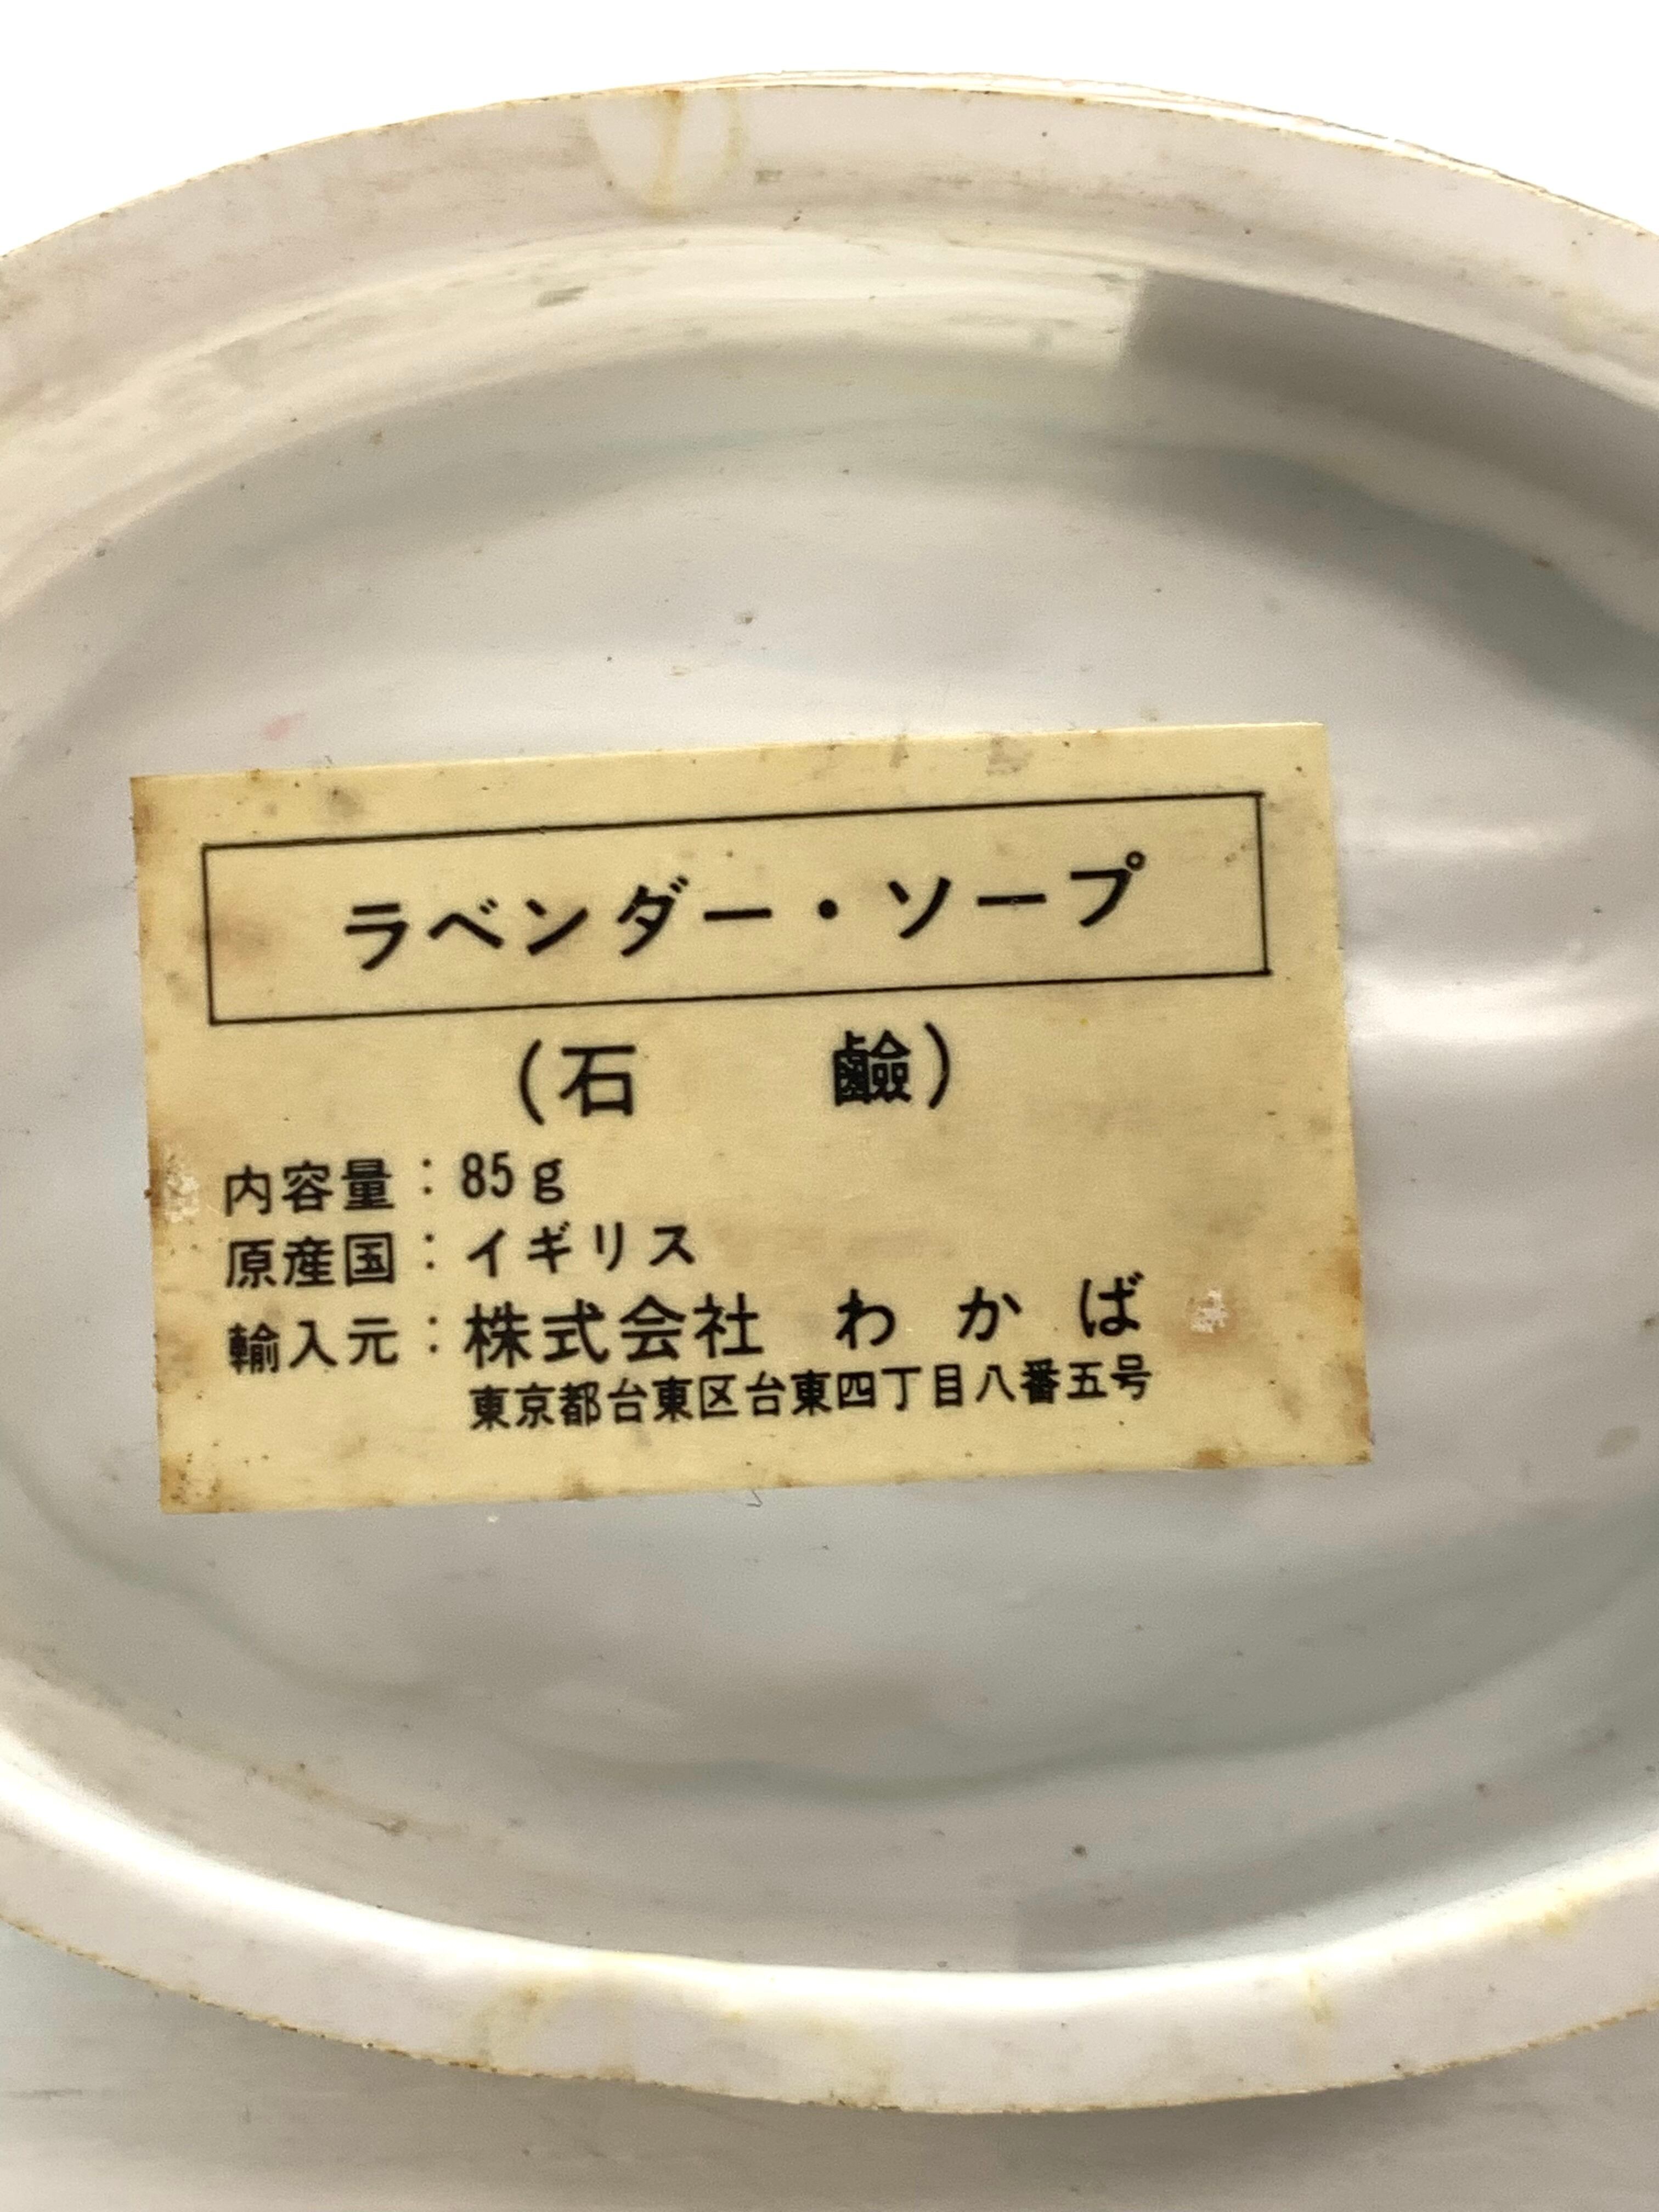 ラベンダー・ソープ
(石　鹸)
内容量：85g
原産国：イギリス
輸入元：株式会社 わかば
東京都台東区台東四丁目八番五号